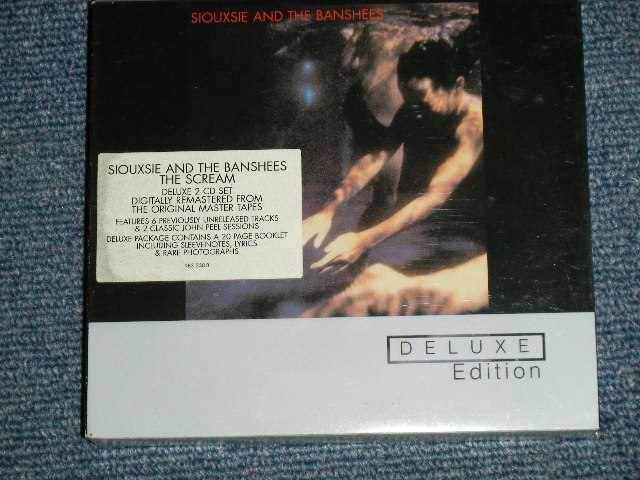 SIOUXSIE AND THE BANSHEES
SIOUXSIE AND THE BANSHEES
THE SCREAM
DELUXE 2 CD SET
DIGITALLY REMASTERED FROM
THE ORIGINAL MASTER TAPES
FEATURES 6 PREVIOUSLY UNRELEASED TRACKS
& 2 CLASSIC JOHN PEEL SESSIONS
DELUXE PACKAGE CONTAINS A 20 PAGE BOOKLET
INCLUDING SLEEVENOTES, LYRICS
& RARE PHOTOGRAPHS
DELUXE
Edition